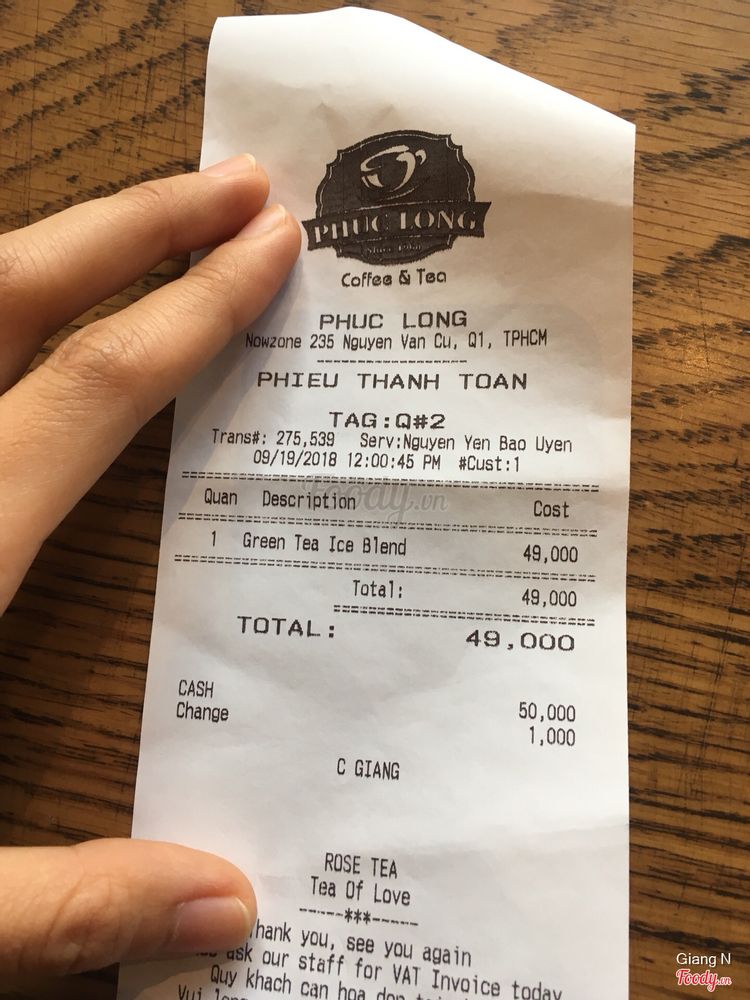 PHUC LONG
Since 1968
Coffee & Tea
PHUC LONG
Nowzone 235 Nguyen Van Cu, Q1, TPHCM
PHIEU THANH TOAN
TAG:Q#2
Trans#: 275,539 Serv:Nguyen Yen Bao Uyen
09/19/2018 12:00:45 PM #Cust:1
Foody.vn
Quan Description Cost
1 Green Tea Ice Blend 49,000
Total: 49,000
TOTAL: 49,000
CASH 50,000
Change 1,000
C GIANG
ROSE TEA
Tea Of Love
-----***-----
hank you, see you again
ask our staff for VAT Invoice today
Quy khach can hoa don
Vui long
Giang N
Foody.vn